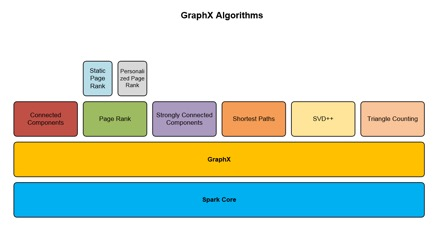 GraphX Algorithms
Static
Page
Rank
Personali
zed Page
Rank
Connected
Components
Page Rank
Strongly Connected
Components
Shortest Paths
SVD++
Triangle Counting
GraphX
Spark Core